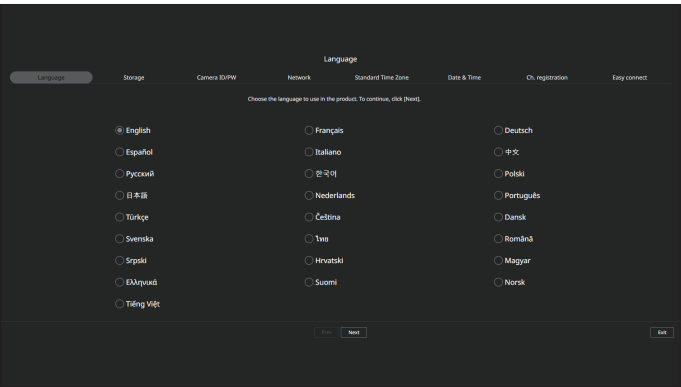 Language
Language Storage Camera ID/PW Network Standard Time Zone Date & Time Ch. registration Easy connect
Choose the language to use in the product. To continue, click [Next].
English Français Deutsch
Español Italiano 中文
Русский 한국어 Polski
日本語 Nederlands Português
Türkçe Čeština Dansk
Svenska ไทย Română
Srpski Hrvatski Magyar
Ελληνικά Suomi Norsk
Tiếng Việt
Prev Next Exit